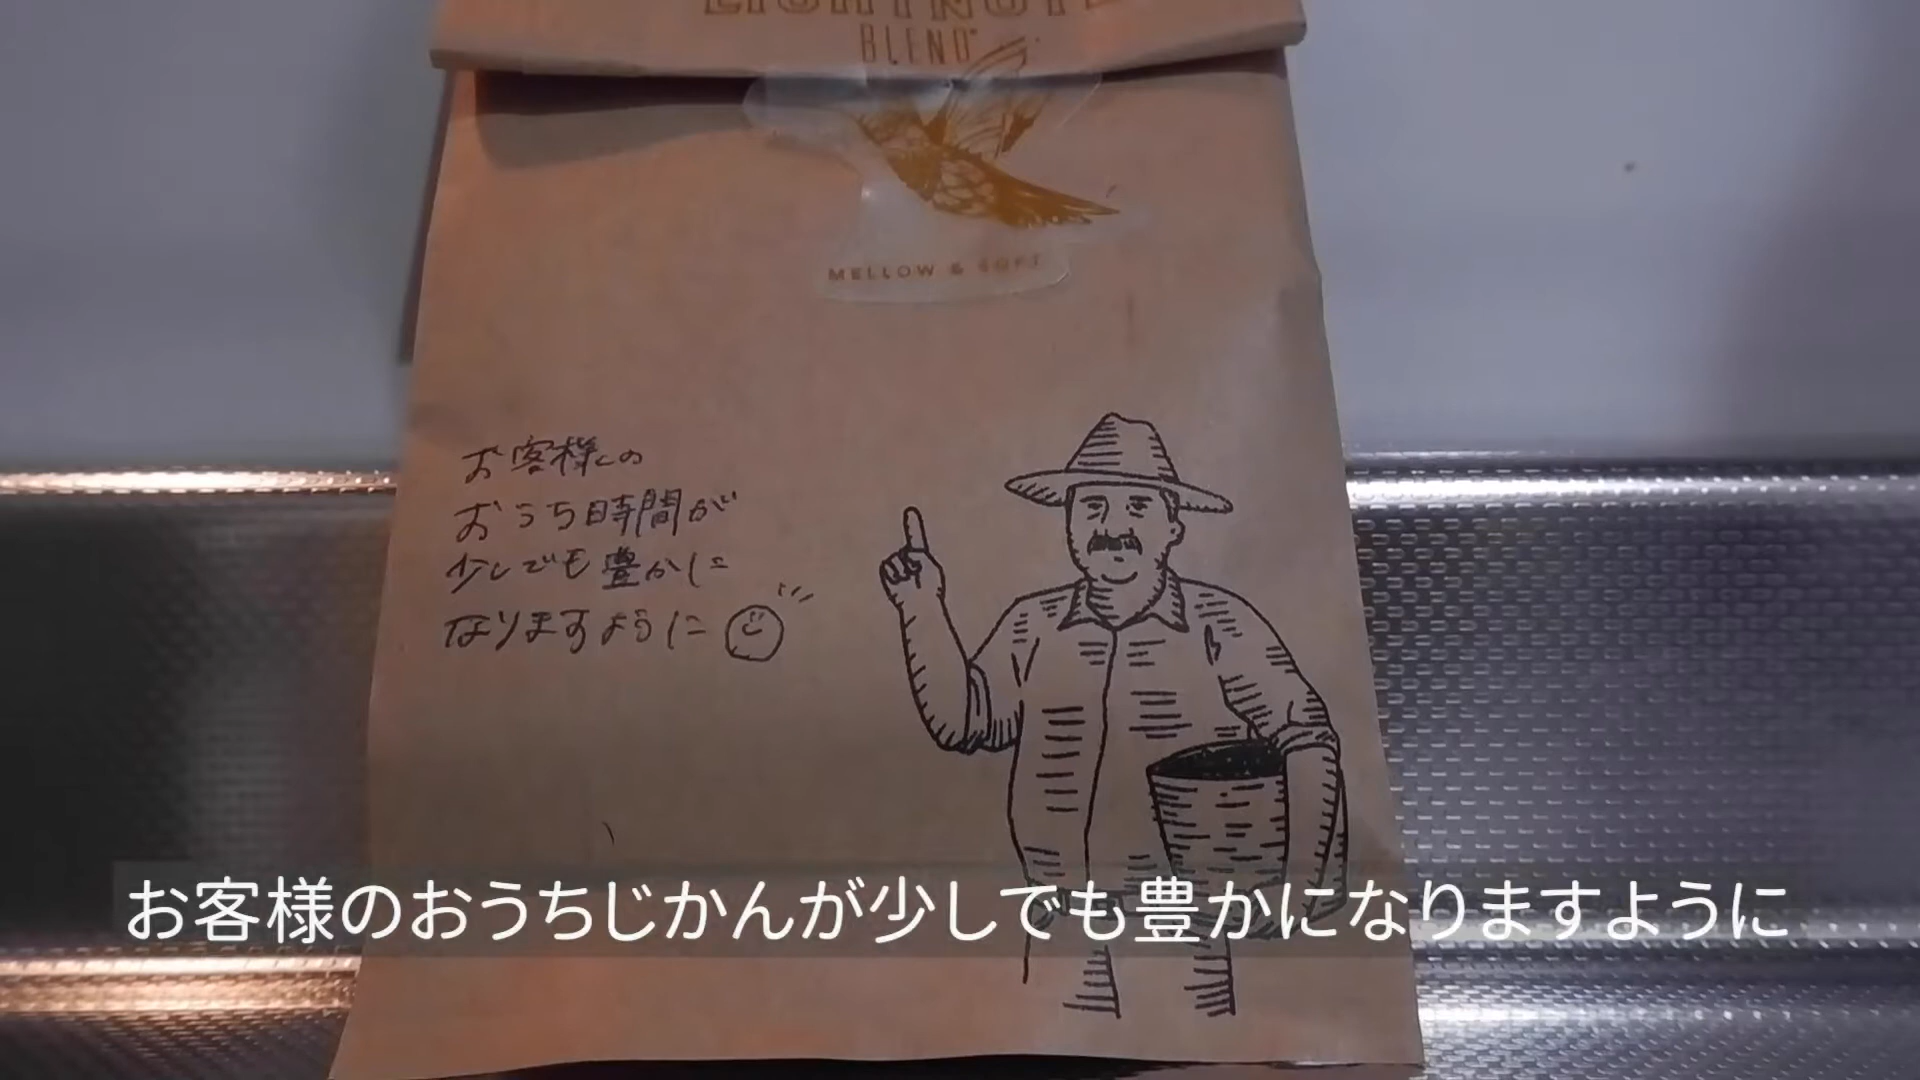 BLEND
MELLOW & SOFT
お客様の
おうち時間が
少しでも豊かに
なりますように
お客様のおうちじかんが少しでも豊かになりますように